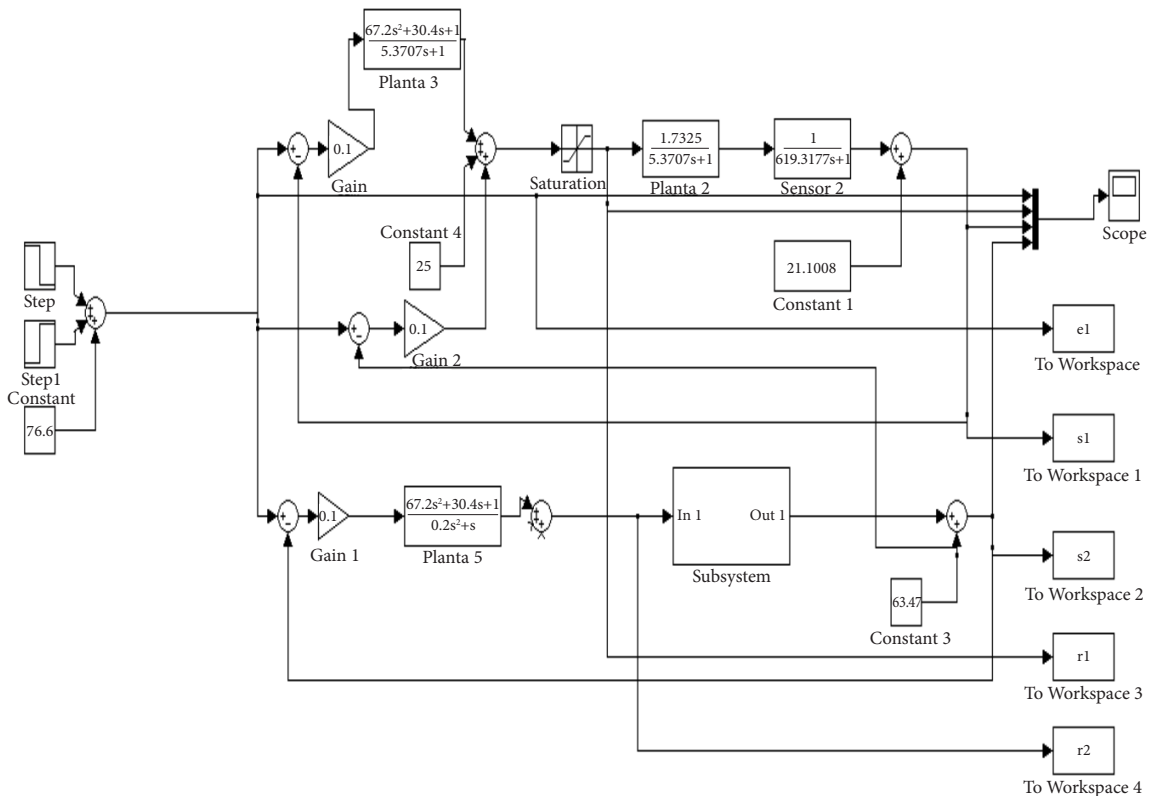 67.2s²+30.4s+1
5.3707s+1
Planta 3
0.1
Gain
Saturation
1.7325
5.3707s+1
Planta 2
1
619.3177s+1
Sensor 2
Scope
Constant 4
25
21.1008
Constant 1
Step
Step1
Constant
76.6
0.1
Gain 2
e1
To Workspace
s1
To Workspace 1
0.1
Gain 1
67.2s²+30.4s+1
0.2s²+s
Planta 5
In 1 Out 1
Subsystem
63.47
Constant 3
s2
To Workspace 2
r1
To Workspace 3
r2
To Workspace 4